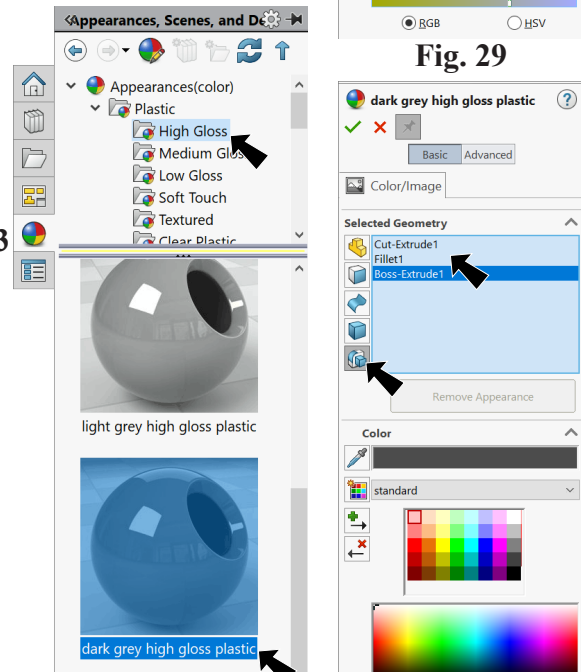 Appearances, Scenes, and De
Appearances(color)
Plastic
High Gloss
Medium Glo
Low Gloss
Soft Touch
Textured
Clear Plastic
3
light grey high gloss plastic
dark grey high gloss plastic
RGB
HSV
Fig. 29
dark grey high gloss plastic
?
Basic
Advanced
Color/Image
Selected Geometry
Cut-Extrude1
Fillet1
Boss-Extrude1
Remove Appearance
Color
standard